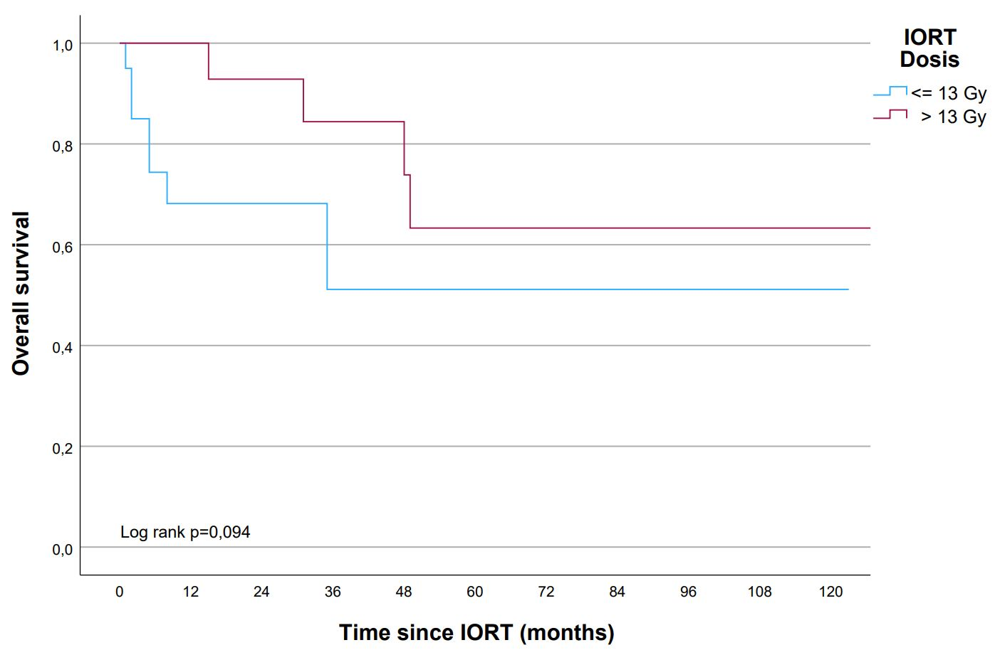 IORT
Dosis
<= 13 Gy
> 13 Gy
Overall survival
1,0
0,8
0,6
0,4
0,2
0,0
Log rank p=0,094
0 12 24 36 48 60 72 84 96 108 120
Time since IORT (months)